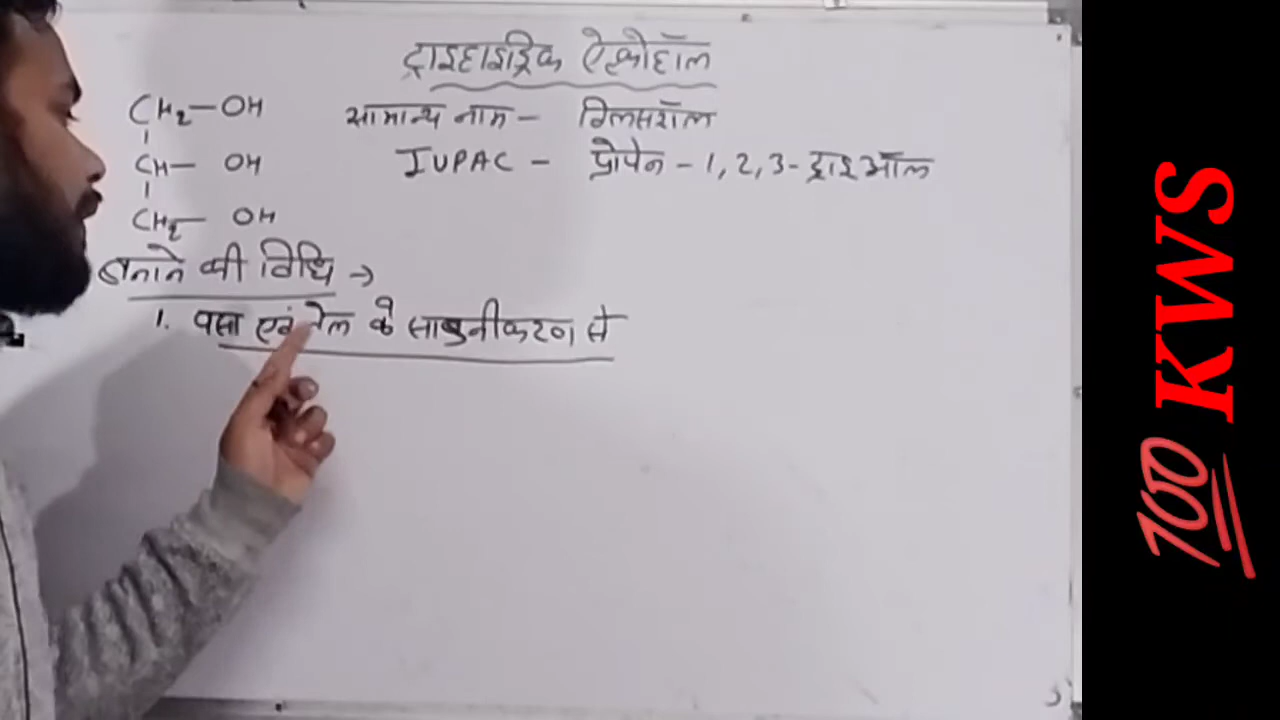 ट्राइहाइड्रिक ऐल्कोहॉल
CH₂—OH सामान्य नाम – ग्लिसरॉल
CH— OH IUPAC – प्रोपेन – 1, 2, 3- ट्राइऑल
CH₂— OH
बनाने की विधि →
1. वसा एवं तेल के साबुनीकरण से
💯 KWS